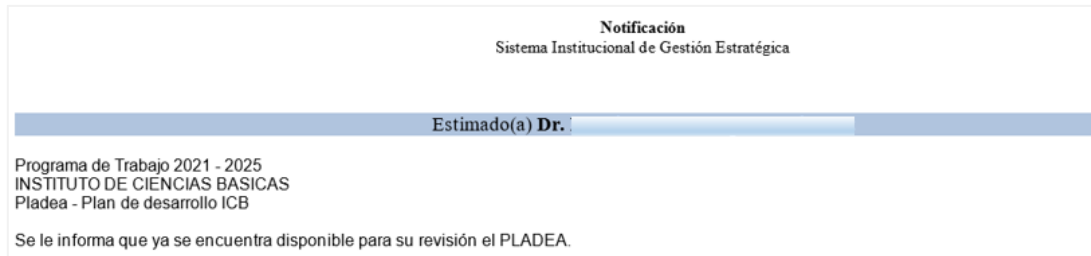 Notificación
Sistema Institucional de Gestión Estratégica
Estimado(a) Dr.
Programa de Trabajo 2021 - 2025
INSTITUTO DE CIENCIAS BASICAS
Pladea - Plan de desarrollo ICB
Se le informa que ya se encuentra disponible para su revisión el PLADEA.